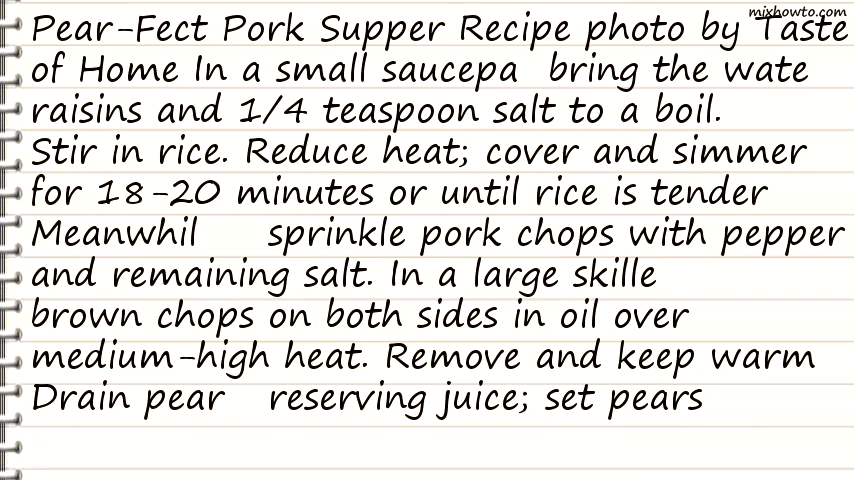 mixhowto.com
Pear-Fect Pork Supper Recipe photo by Taste
of Home In a small saucepa bring the wate
raisins and 1/4 teaspoon salt to a boil.
Stir in rice. Reduce heat; cover and simmer
for 18-20 minutes or until rice is tender
Meanwhil sprinkle pork chops with pepper
and remaining salt. In a large skille
brown chops on both sides in oil over
medium-high heat. Remove and keep warm
Drain pear reserving juice; set pears